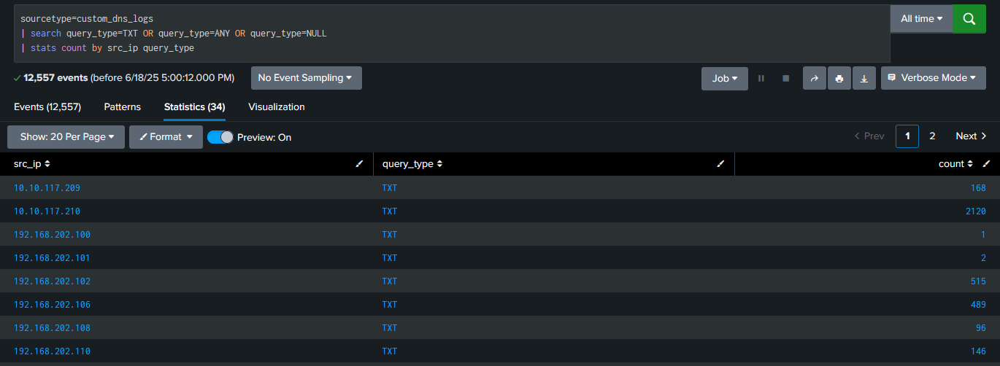 sourcetype=custom_dns_logs
| search query_type=TXT OR query_type=ANY OR query_type=NULL
| stats count by src_ip query_type
All time
12,557 events (before 6/18/25 5:00:12.000 PM)
No Event Sampling
Job
Verbose Mode
Events (12,557)
Patterns
Statistics (34)
Visualization
Show: 20 Per Page
Format
Preview: On
< Prev
1
2
Next >
src_ip
query_type
count
10.10.117.209 TXT 168
10.10.117.210 TXT 2120
192.168.202.100 TXT 1
192.168.202.101 TXT 2
192.168.202.102 TXT 515
192.168.202.106 TXT 489
192.168.202.108 TXT 96
192.168.202.110 TXT 146